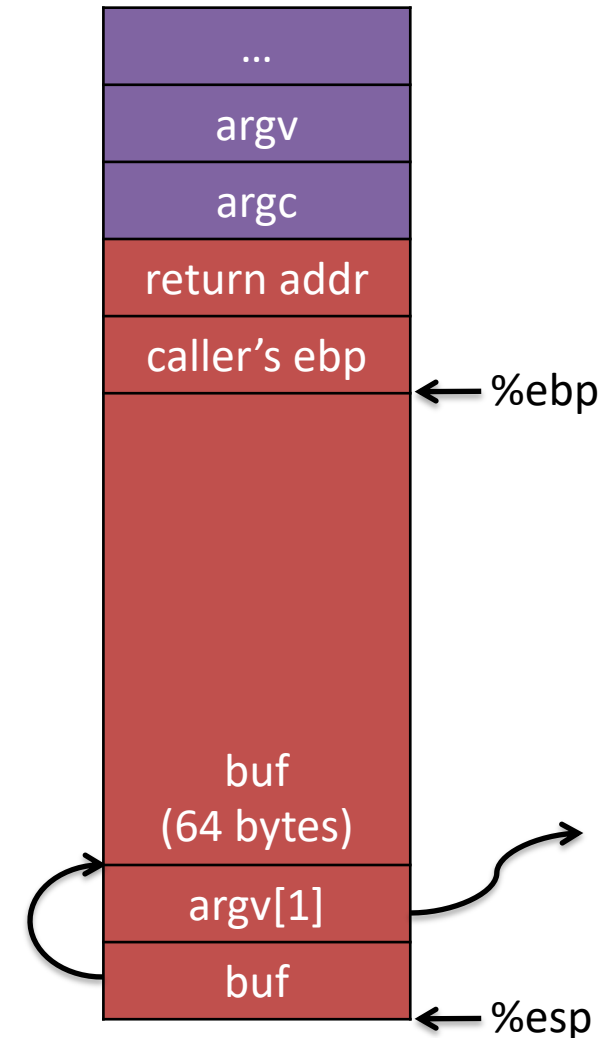 …
argv
argc
return addr
caller’s ebp
%ebp
buf
(64 bytes)
argv[1]
buf
%esp